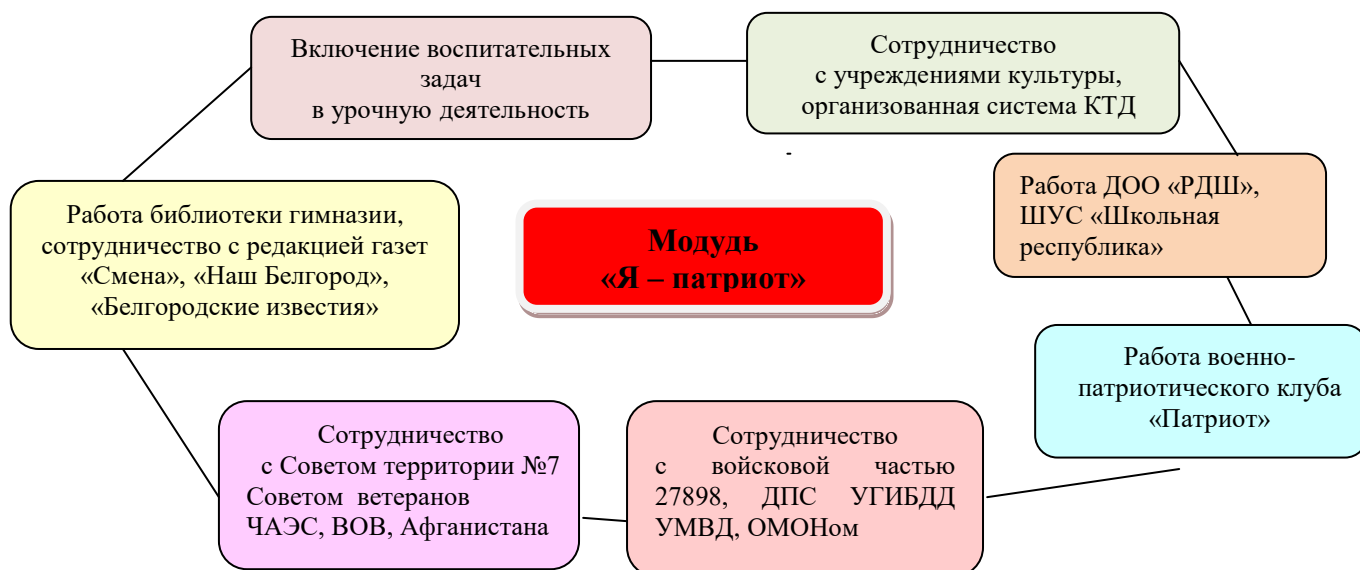 Включение воспитательных
задач
в урочную деятельность
Сотрудничество
с учреждениями культуры,
организованная система КТД
-
Работа ДОО «РДШ»,
ШУС «Школьная
республика»
Работа библиотеки гимназии,
сотрудничество с редакцией газет
«Смена», «Наш Белгород»,
«Белгородские известия»
Модудь
«Я – патриот»
Работа военно-
патриотического клуба
«Патриот»
Сотрудничество
с Советом территории №7
Советом ветеранов
ЧАЭС, ВОВ, Афганистана
Сотрудничество
с войсковой частью
27898, ДПС УГИБДД
УМВД, ОМОНом